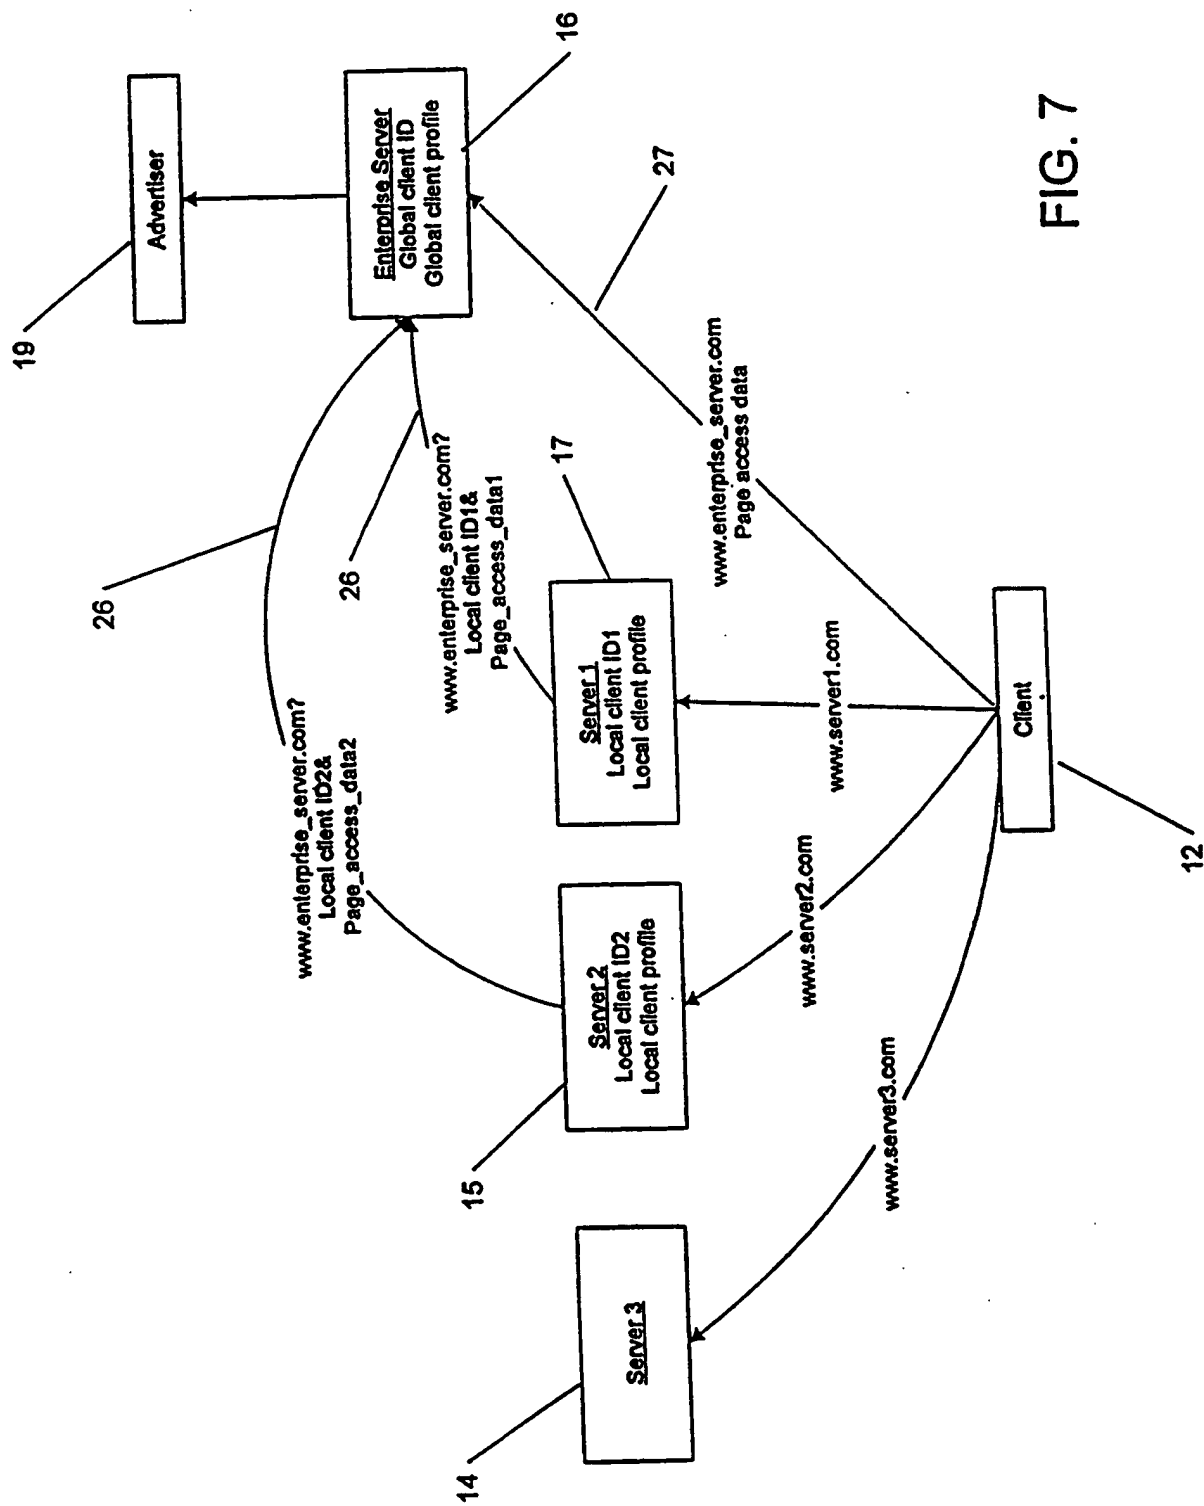 19
Advertiser
Enterprise Server
Global client ID
Global client profile
16
26
26
27
www.enterprise_server.com?
Local client ID2&
Page_access_data2
www.enterprise_server.com?
Local client ID1&
Page_access_data1
www.enterprise_server.com
Page access data
14
Server 3
15
Server 2
Local client ID2
Local client profile
17
Server 1
Local client ID1
Local client profile
www.server3.com
www.server2.com
www.server1.com
12
Client
FIG. 7